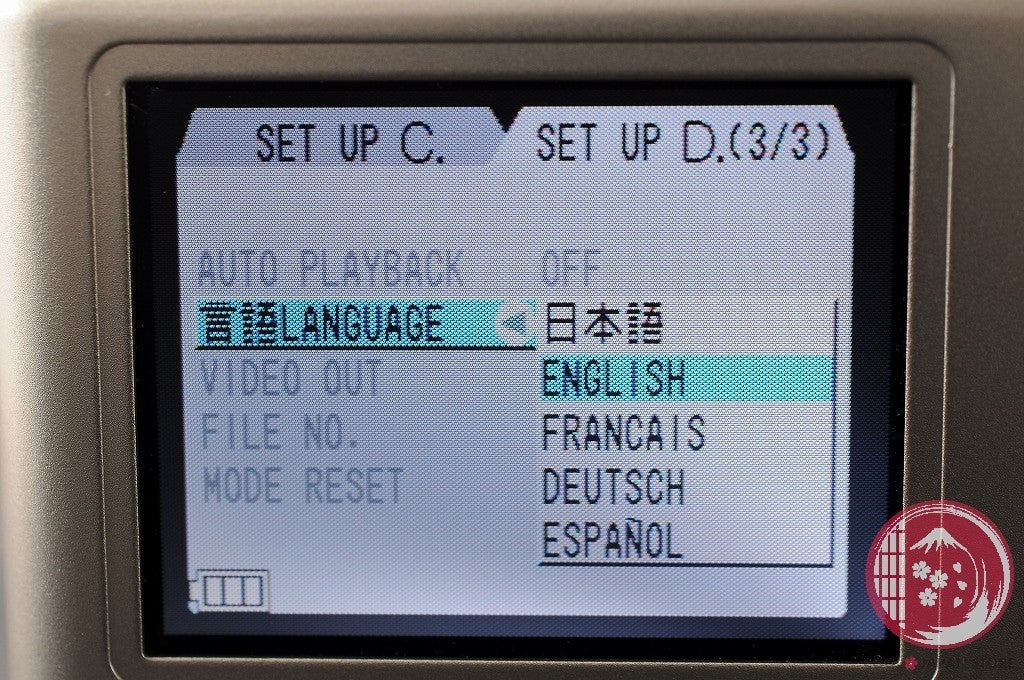 SET UP C.
SET UP D.(3/3)
AUTO PLAYBACK OFF
言語LANGUAGE 日本語
VIDEO OUT ENGLISH
FILE NO. FRANCAIS
MODE RESET DEUTSCH
ESPAÑOL